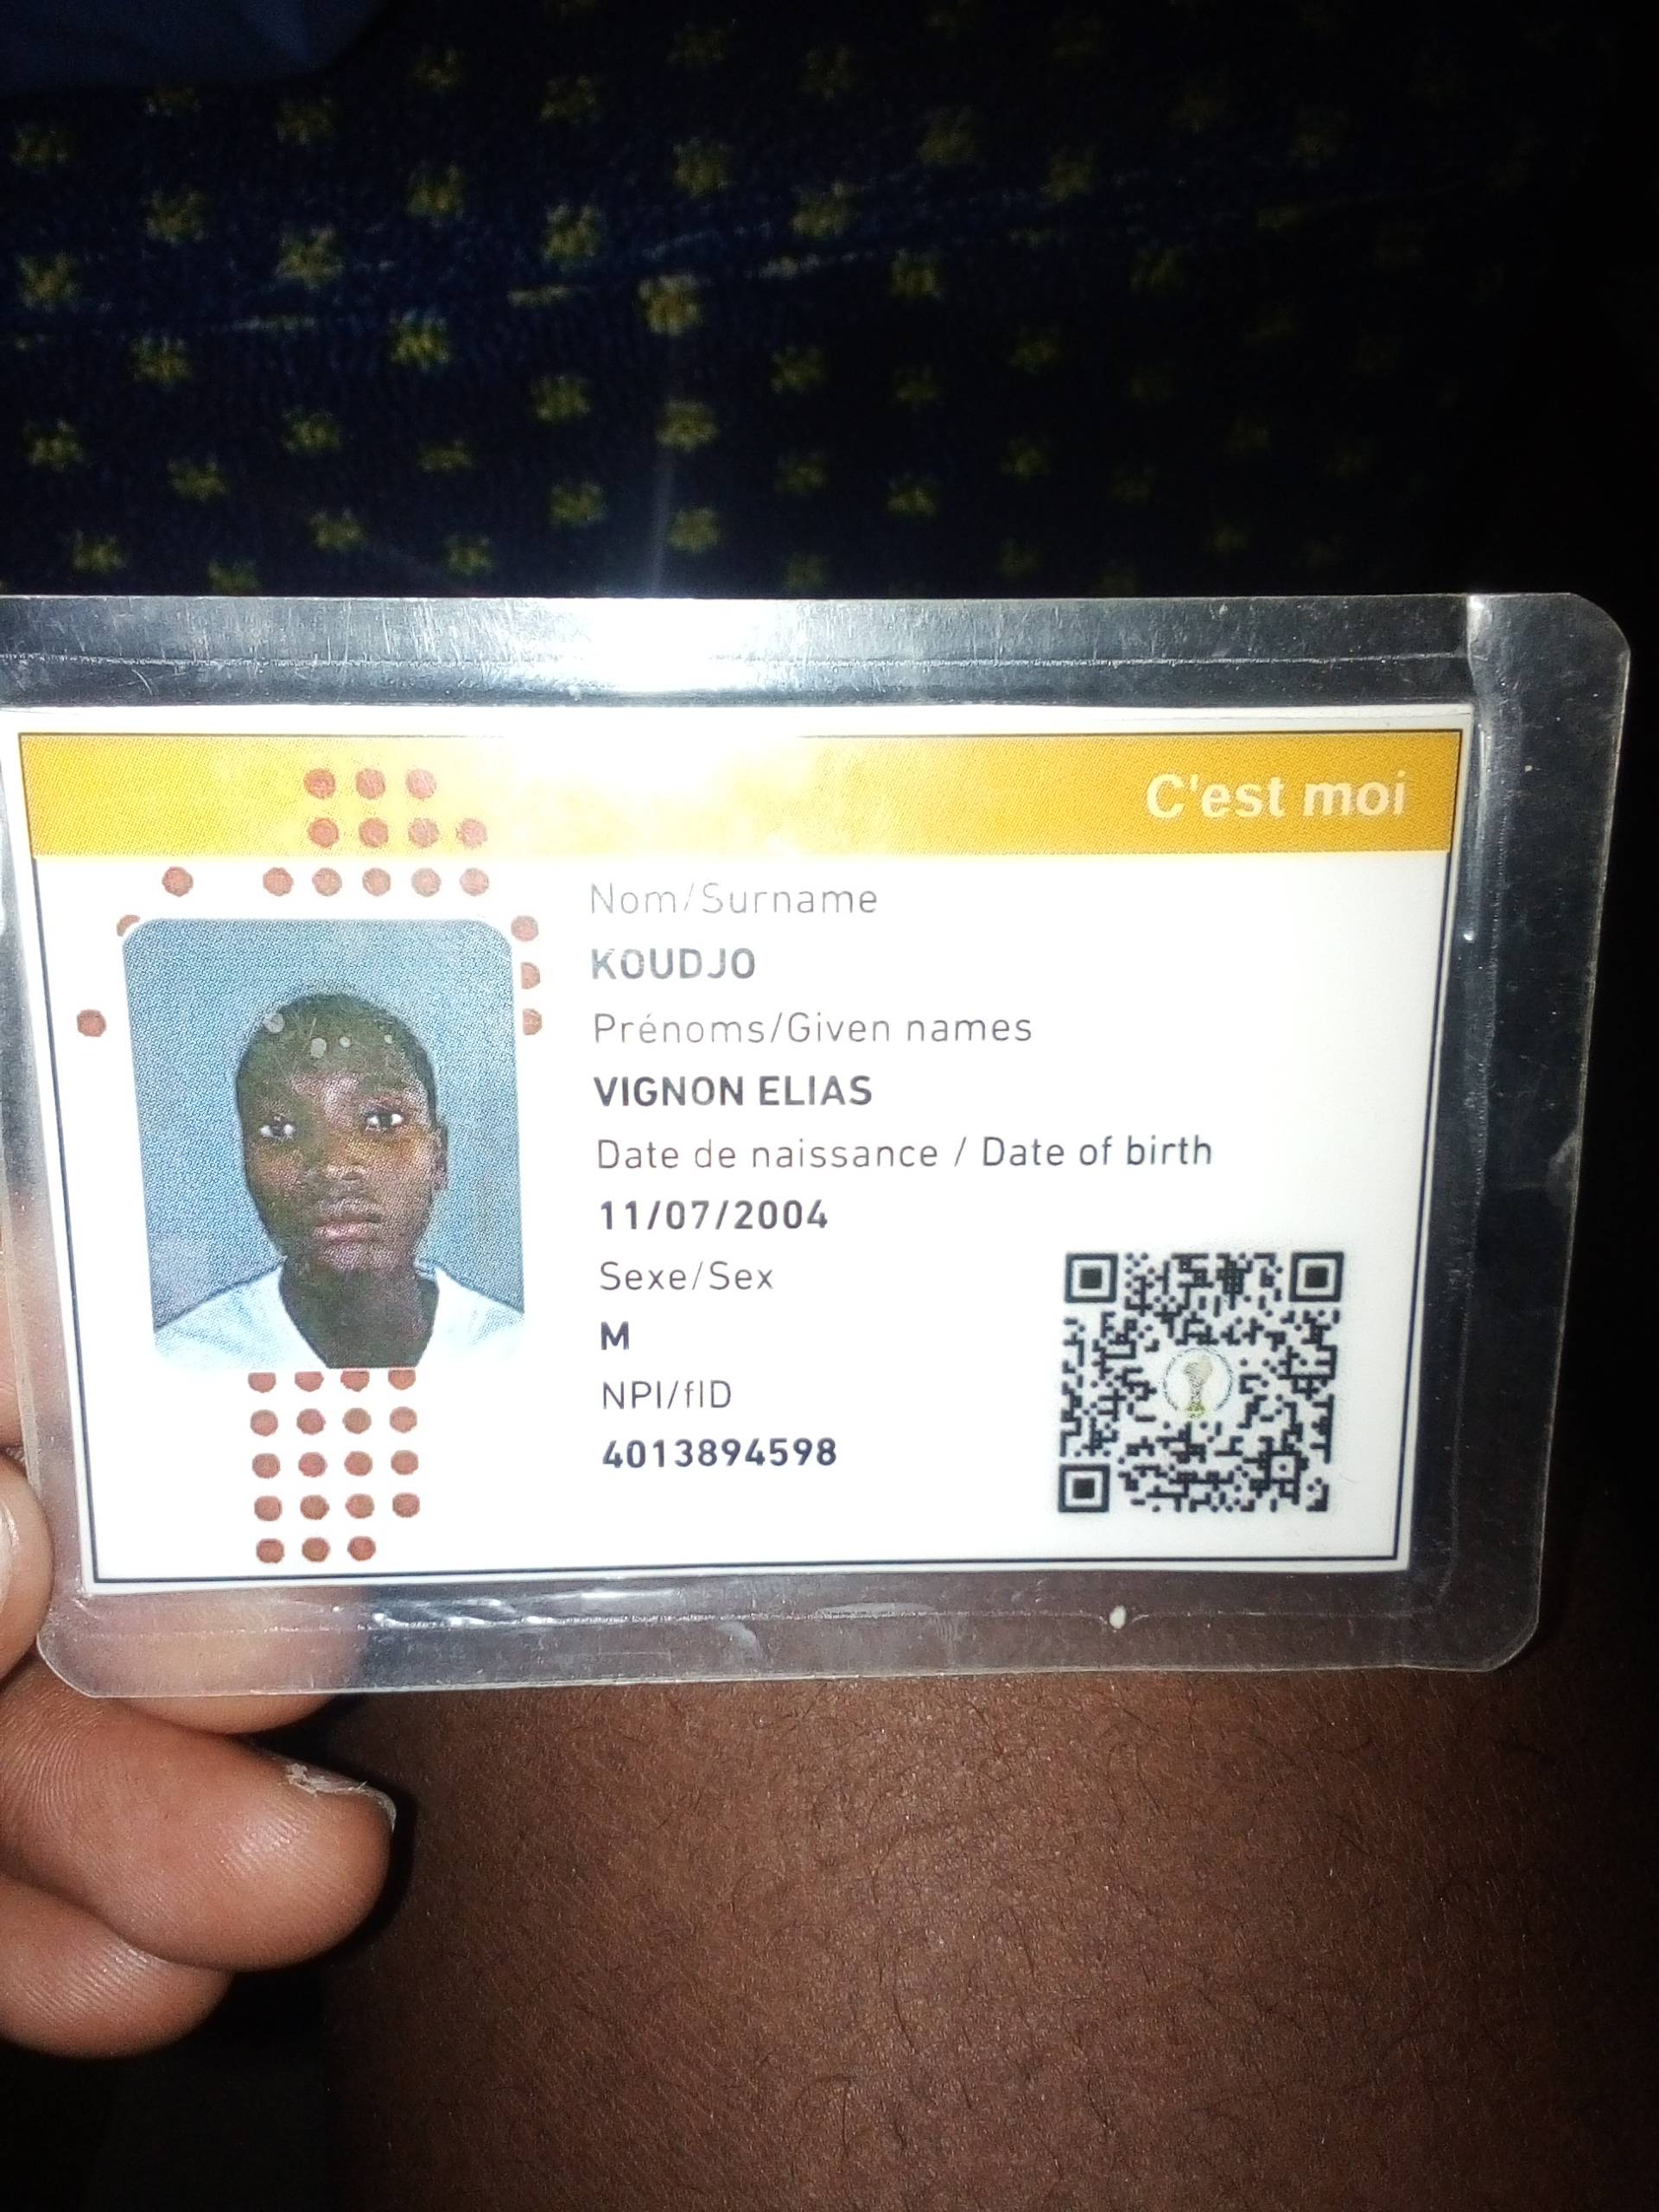 C'est moi
Nom/Surname
KOUDJO
Prénoms/Given names
VIGNON ELIAS
Date de naissance / Date of birth
11/07/2004
Sexe/Sex
M
NPI/fID
4013894598